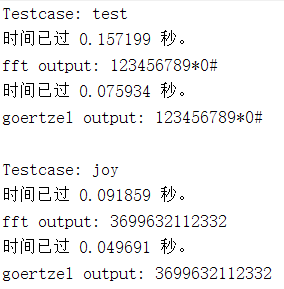 Testcase: test
时间已过 0.157199 秒。
fft output: 123456789*0#
时间已过 0.075934 秒。
goertzel output: 123456789*0#
Testcase: joy
时间已过 0.091859 秒。
fft output: 3699632112332
时间已过 0.049691 秒。
goertzel output: 3699632112332